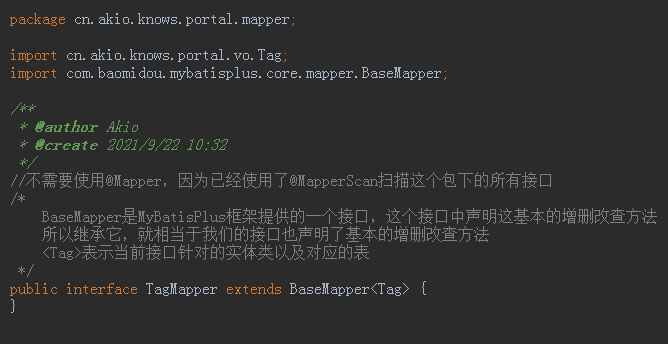 package cn.akio.knows.portal.mapper;
import cn.akio.knows.portal.vo.Tag;
import com.baomidou.mybatisplus.core.mapper.BaseMapper;
/**
 * @author Akio
 * @create 2021/9/22 10:32
 */
//不需要使用@Mapper，因为已经使用了@MapperScan扫描这个包下的所有接口
/*
    BaseMapper是MyBatisPlus框架提供的一个接口，这个接口中声明这基本的增删改查方法
    所以继承它，就相当于我们的接口也声明了基本的增删改查方法
    <Tag>表示当前接口针对的实体类以及对应的表
 */
public interface TagMapper extends BaseMapper<Tag> {
}